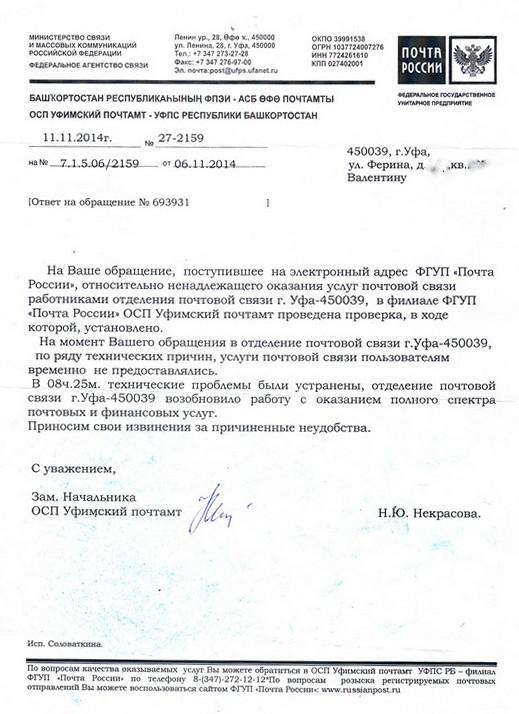 МИНИСТЕРСТВО СВЯЗИ
И МАССОВЫХ КОММУНИКАЦИЙ
РОССИЙСКОЙ ФЕДЕРАЦИИ
ФЕДЕРАЛЬНОЕ АГЕНТСТВО СВЯЗИ
Ленин ур., 28, Өфө ҡ., 450000
ул. Ленина, 28, г. Уфа, 450000
Тел.: +7 347 273-27-28
Факс: +7 347 276-97-00
Эл. почта:post@ufps.ufanet.ru
ОКПО 39991538
ОГРН 1037724007276
ИНН 7724261610
КПП 027402001
ПОЧТА
РОССИИ
ФЕДЕРАЛЬНОЕ ГОСУДАРСТВЕННОЕ
УНИТАРНОЕ ПРЕДПРИЯТИЕ
БАШҠОРТОСТАН РЕСПУБЛИКАҺЫНЫҢ ФПЗИ - АСБ ӨФӨ ПОЧТАМТЫ
ОСП УФИМСКИЙ ПОЧТАМТ - УФПС РЕСПУБЛИКИ БАШКОРТОСТАН
11.11.2014г. № 27-2159
на № 7.1.5.06/2159 от 06.11.2014
450039, г.Уфа,
ул. Ферина, д ,кв.
Валентину
[Ответ на обращение № 693931 ]
На Ваше обращение, поступившее на электронный адрес ФГУП «Почта
России», относительно ненадлежащего оказания услуг почтовой связи
работниками отделения почтовой связи г. Уфа-450039, в филиале ФГУП
«Почта России» ОСП Уфимский почтамт проведена проверка, в ходе
которой, установлено.
На момент Вашего обращения в отделение почтовой связи г.Уфа-450039,
по ряду технических причин, услуги почтовой связи пользователям
временно не предоставлялись.
В 08ч.25м. технические проблемы были устранены, отделение почтовой
связи г.Уфа-450039 возобновило работу с оказанием полного спектра
почтовых и финансовых услуг.
Приносим свои извинения за причиненные неудобства.
С уважением,
Зам. Начальника
ОСП Уфимский почтамт
Н.Ю. Некрасова.
Исп. Соловаткина.
По вопросам качества оказываемых услуг Вы можете обратиться в ОСП Уфимский почтамт УФПС РБ – филиал
ФГУП «Почта России» по телефону 8-(347)-272-12-12*По вопросам розыска регистрируемых почтовых
отправлений Вы можете воспользоваться сайтом ФГУП «Почта России»: www.russianpost.ru